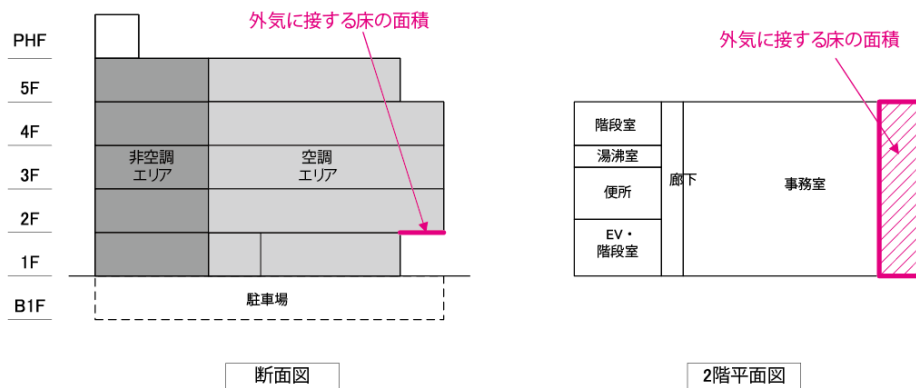 外気に接する床の面積
PHF
5F
4F
3F
2F
1F
B1F
非空調
エリア
空調
エリア
駐車場
断面図
外気に接する床の面積
階段室
湯沸室
便所
EV・
階段室
廊下
事務室
2階平面図